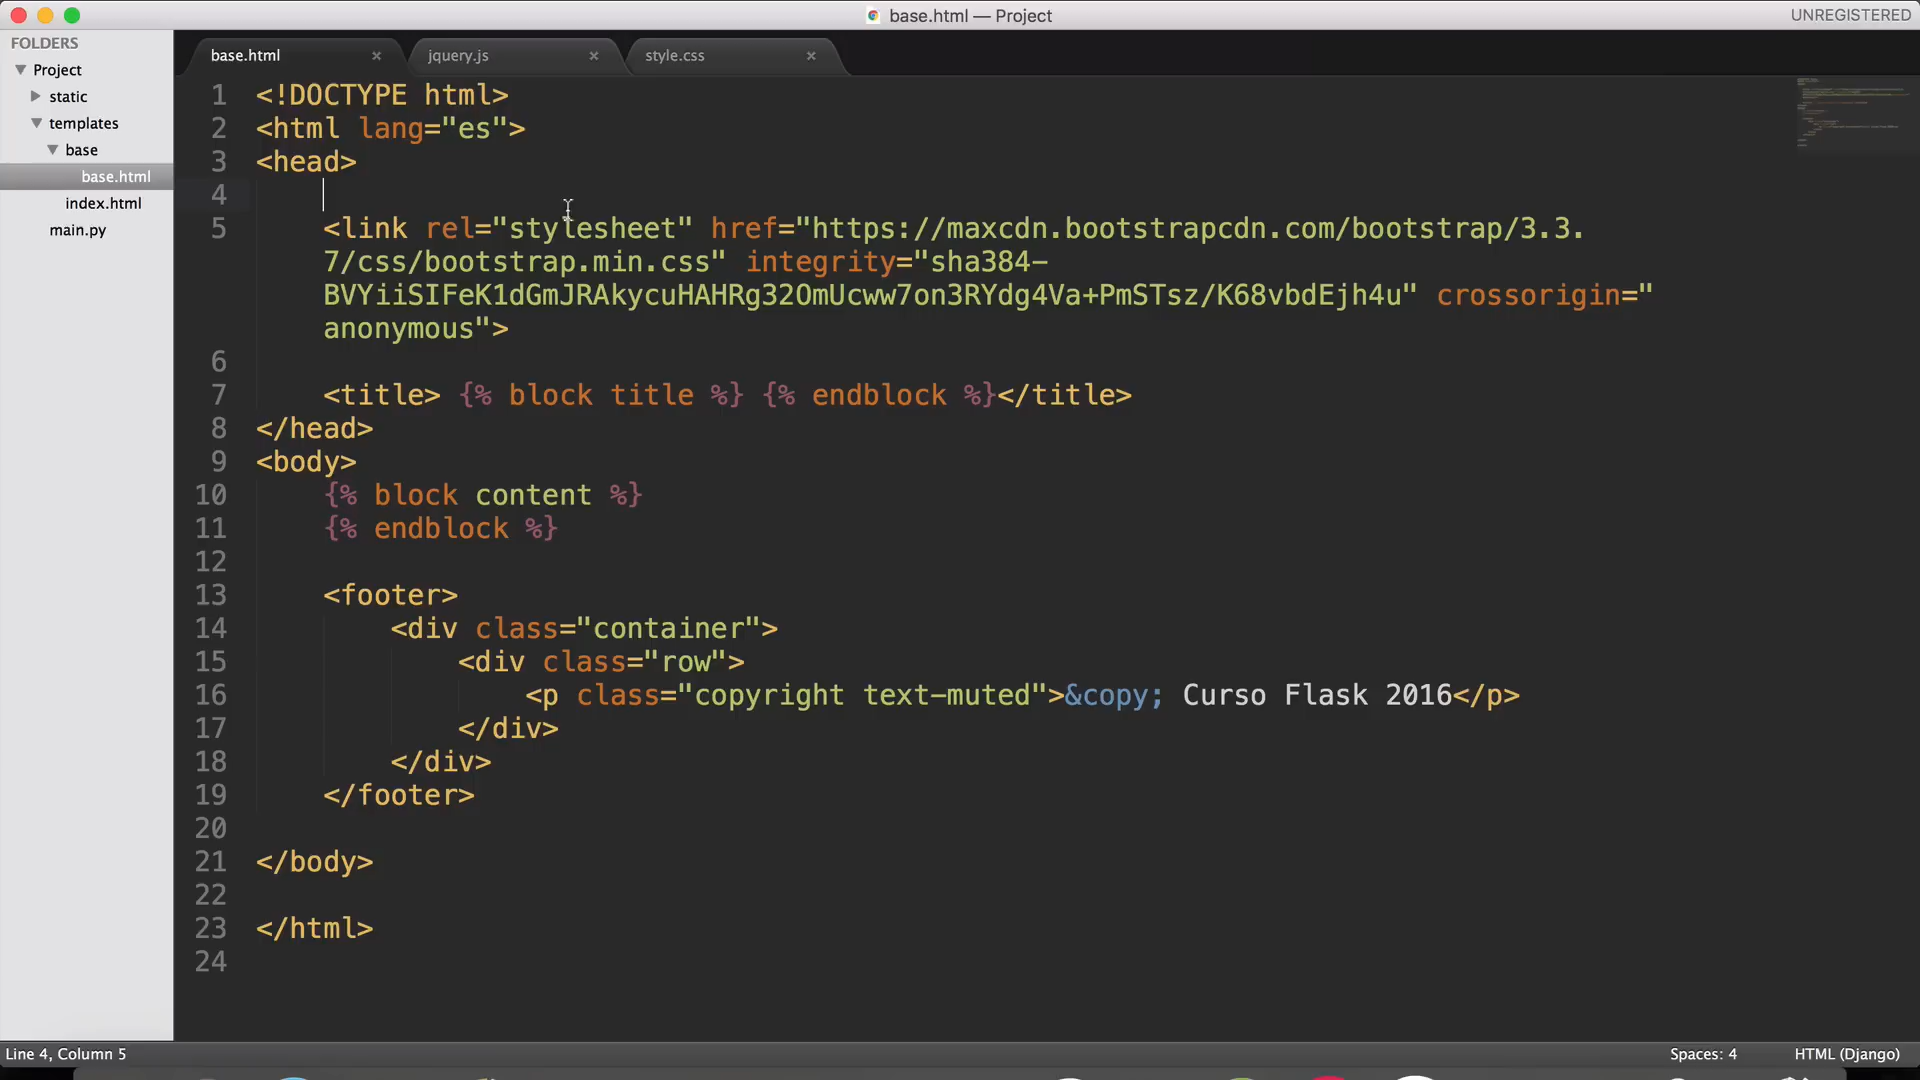 base.html — Project
UNREGISTERED
FOLDERS
Project
static
templates
base
base.html
index.html
main.py
base.html
jquery.js
style.css
1 <!DOCTYPE html>
2 <html lang="es">
3 <head>
4
5 <link rel="stylesheet" href="https://maxcdn.bootstrapcdn.com/bootstrap/3.3.
7/css/bootstrap.min.css" integrity="sha384-
BVYiiSIFeK1dGmJRAkycuHAHRg32OmUcww7on3RYdg4Va+PmSTsz/K68vbdEjh4u" crossorigin="
anonymous">
6
7 <title> {% block title %} {% endblock %}</title>
8 </head>
9 <body>
10 {% block content %}
11 {% endblock %}
12
13 <footer>
14 <div class="container">
15 <div class="row">
16 <p class="copyright text-muted">&copy; Curso Flask 2016</p>
17 </div>
18 </div>
19 </footer>
20
21 </body>
22
23 </html>
24
Line 4, Column 5
Spaces: 4
HTML (Django)